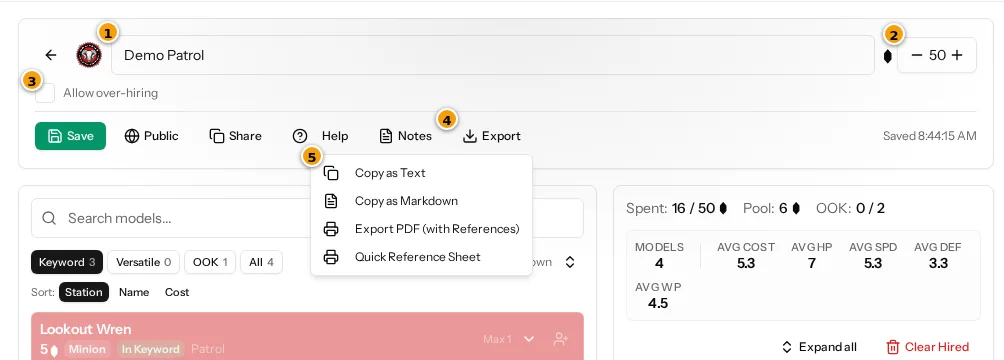 1
2
Demo Patrol
50
3
Allow over-hiring
4
Save Public Share Help Notes Export
Saved 8:44:15 AM
5
Copy as Text
Copy as Markdown
Export PDF (with References)
Quick Reference Sheet
Search models...
Keyword 3 Versatile 0 OOK 1 All 4
Sort: Station Name Cost
Lookout Wren
5 Minion In Keyword Patrol
Max 1
Spent: 16 / 50 Pool: 6 OOK: 0 / 2
MODELS AVG COST AVG HP AVG SPD AVG DEF
4 5.3 7 5.3 3.3
AVG WP
4.5
Expand all Clear Hired